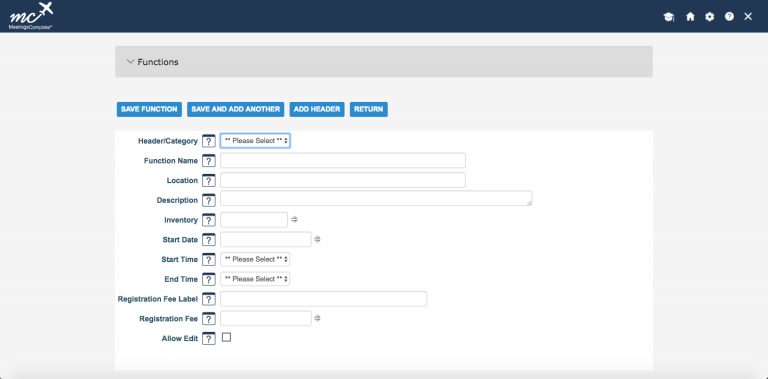 mc
MeetingsComplete®
Functions
SAVE FUNCTION SAVE AND ADD ANOTHER ADD HEADER RETURN
Header/Category ? ** Please Select **
Function Name ?
Location ?
Description ?
Inventory ?
Start Date ?
Start Time ? ** Please Select **
End Time ? ** Please Select **
Registration Fee Label ?
Registration Fee ?
Allow Edit ?